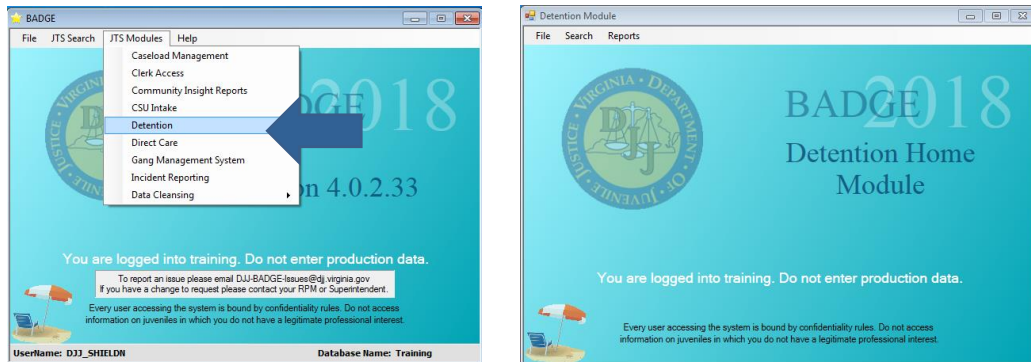 BADGE
File JTS Search JTS Modules Help
Caseload Management
Clerk Access
Community Insight Reports
CSU Intake
Detention
Direct Care
Gang Management System
Incident Reporting
Data Cleansing
2018
n 4.0.2.33
You are logged into training. Do not enter production data.
To report an issue please email DJJ-BADGE-Issues@djj.virginia.gov
If you have a change to request please contact your RPM or Superintendent.
Every user accessing the system is bound by confidentiality rules. Do not access
information on juveniles in which you do not have a legitimate professional interest.
UserName: DJJ_SHIELDN Database Name: Training
Detention Module
File Search Reports
VIRGINIA • DEPARTMENT • OF JUVENILE JUSTICE •
DJJ
BADGE 2018
Detention Home
Module
You are logged into training. Do not enter production data.
Every user accessing the system is bound by confidentiality rules. Do not access
information on juveniles in which you do not have a legitimate professional interest.